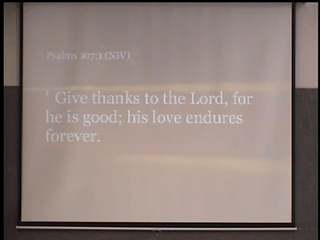 Psalms 107:1 (NIV)
1 Give thanks to the Lord, for
he is good; his love endures
forever.